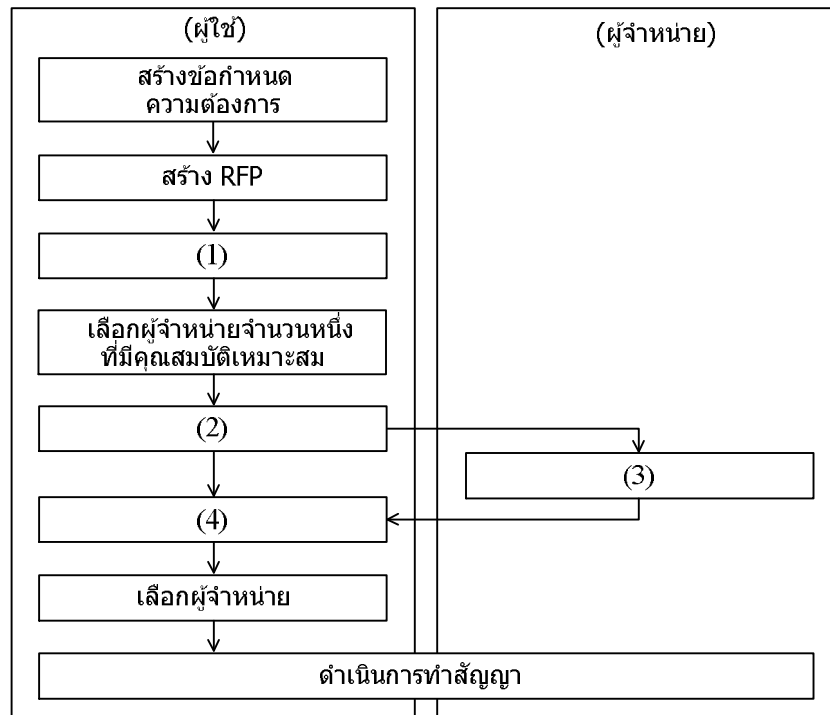 (ผู้ใช้)
(ผู้จำหน่าย)
สร้างข้อกำหนด
ความต้องการ
สร้าง RFP
(1)
เลือกผู้จำหน่ายจำนวนหนึ่ง
ที่มีคุณสมบัติเหมาะสม
(2)
(3)
(4)
เลือกผู้จำหน่าย
ดำเนินการทำสัญญา